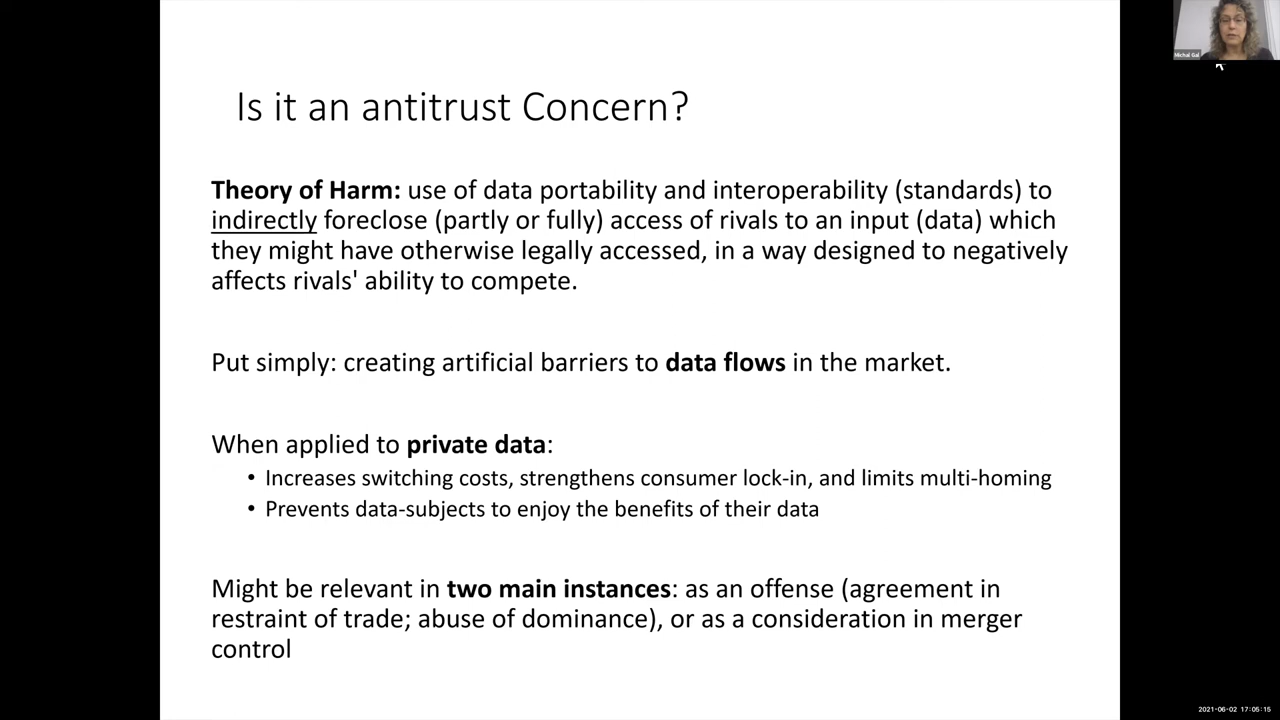 Michal Gal
Is it an antitrust Concern?
Theory of Harm: use of data portability and interoperability (standards) to
indirectly foreclose (partly or fully) access of rivals to an input (data) which
they might have otherwise legally accessed, in a way designed to negatively
affects rivals' ability to compete.
Put simply: creating artificial barriers to data flows in the market.
When applied to private data:
• Increases switching costs, strengthens consumer lock-in, and limits multi-homing
• Prevents data-subjects to enjoy the benefits of their data
Might be relevant in two main instances: as an offense (agreement in
restraint of trade; abuse of dominance), or as a consideration in merger
control
2021-06-02 17:05:15